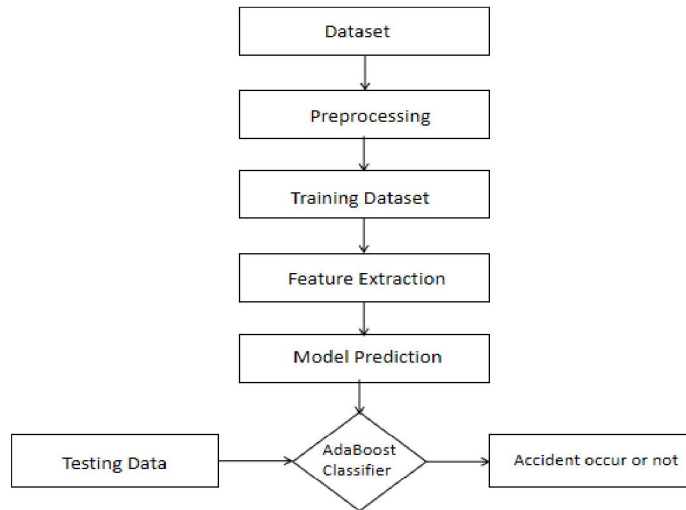 Dataset
Preprocessing
Training Dataset
Feature Extraction
Model Prediction
Testing Data
AdaBoost
Classifier
Accident occur or not